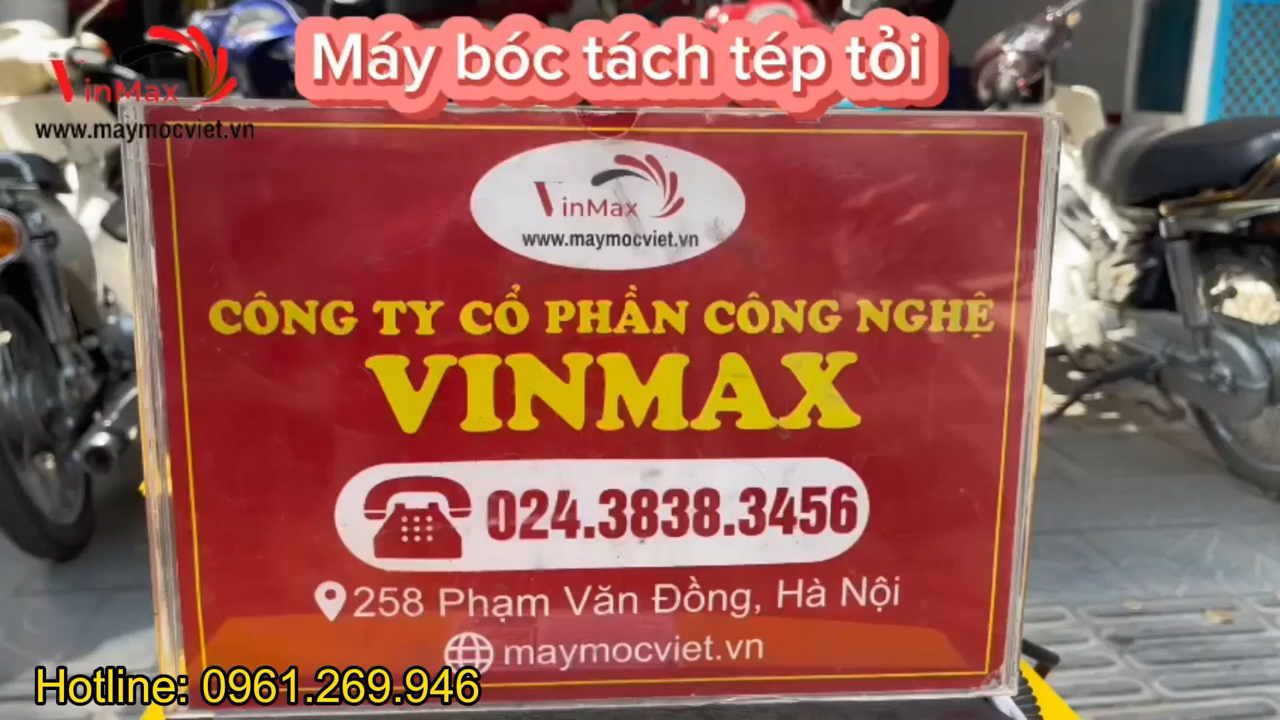 Máy bóc tách tép tỏi
VinMax
www.maymocviet.vn
VinMax
www.maymocviet.vn
CÔNG TY CỔ PHẦN CÔNG NGHỆ
VINMAX
024.3838.3456
258 Phạm Văn Đồng, Hà Nội
maymocviet.vn
Hotline: 0961.269.946